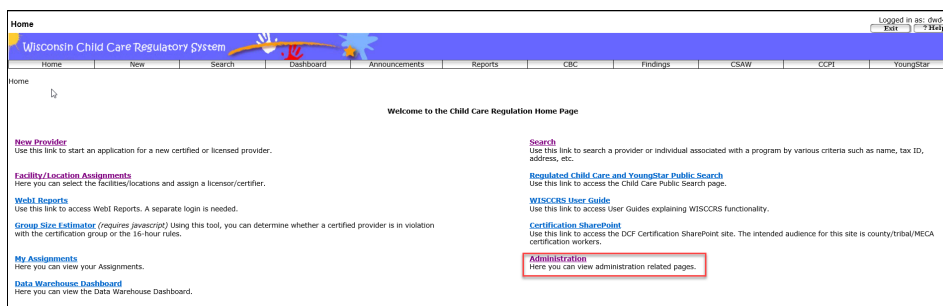 Home
Logged in as: dwd-
Exit ? Help
Wisconsin Child Care Regulatory System
Home New Search Dashboard Announcements Reports CBC Findings CSAW CCPI YoungStar
Home
Welcome to the Child Care Regulation Home Page
New Provider
Use this link to start an application for a new certified or licensed provider.
Search
Use this link to search a provider or individual associated with a program by various criteria such as name, tax ID,
address, etc.
Facility/Location Assignments
Here you can select the facilities/locations and assign a licensor/certifier.
Regulated Child Care and YoungStar Public Search
Use this link to access the Child Care Public Search page.
WebI Reports
Use this link to access WebI Reports. A separate login is needed.
WISCCRS User Guide
Use this link to access User Guides explaining WISCCRS functionality.
Group Size Estimator (requires javascript) Using this tool, you can determine whether a certified provider is in violation
with the certification group or the 16-hour rules.
Certification SharePoint
Use this link to access the DCF Certification SharePoint site. The intended audience for this site is county/tribal/MECA
certification workers.
My Assignments
Here you can view your Assignments.
Administration
Here you can view administration related pages.
Data Warehouse Dashboard
Here you can view the Data Warehouse Dashboard.